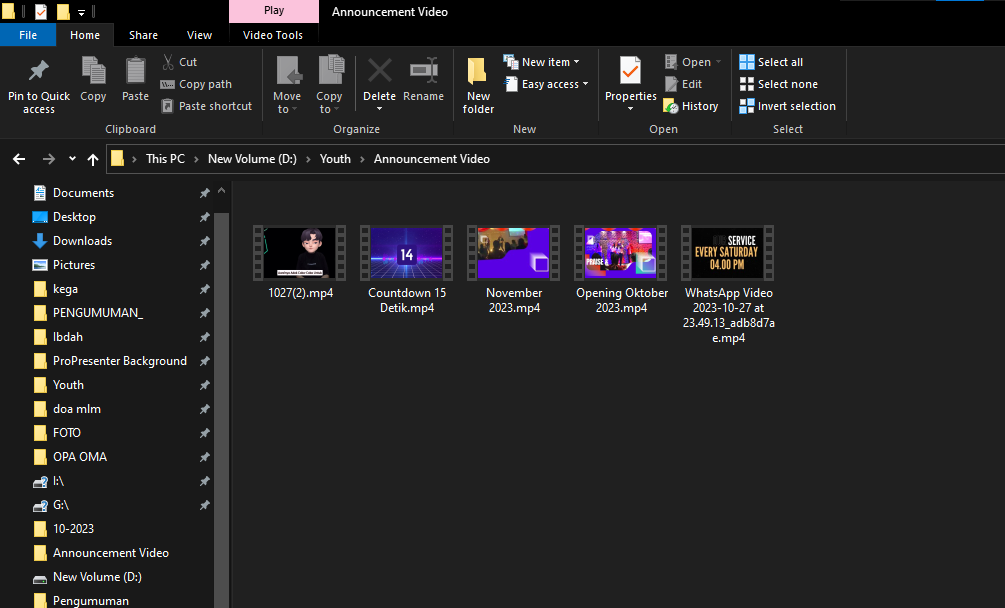 Play
Announcement Video
File
Home
Share
View
Video Tools
Pin to Quick
access
Copy
Paste
Cut
Copy path
Paste shortcut
Move
to
Copy
to
Delete
Rename
New
folder
New item
Easy access
Properties
Open
Edit
History
Select all
Select none
Invert selection
Clipboard
Organize
New
Open
Select
This PC
New Volume (D:)
Youth
Announcement Video
Documents
Desktop
Downloads
Pictures
kega
PENGUMUMAN_
Ibdah
ProPresenter Background
Youth
doa mlm
FOTO
OPA OMA
I:\
G:\
10-2023
Announcement Video
New Volume (D:)
Pengumuman
1027(2).mp4
14
Countdown 15
Detik.mp4
November
2023.mp4
PRAISE &
Opening Oktober
2023.mp4
SERVICE
EVERY SATURDAY
04.00 PM
WhatsApp Video
2023-10-27 at
23.49.13_adb8d7a
e.mp4